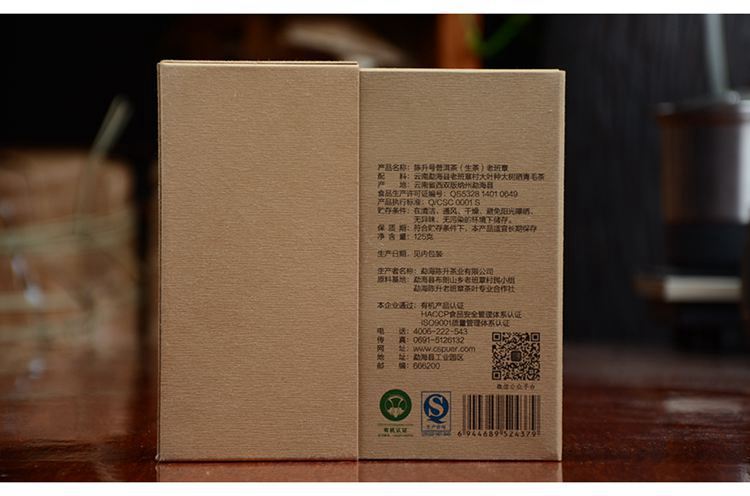 产品名称：陈升号普洱茶（生茶）老班章
配　　料：云南勐海县老班章村大叶种大树晒青毛茶
产　　地：云南省西双版纳州勐海县
食品生产许可证编号：QS5328 1401 0649
产品执行标准：Q/CSC 0001 S
贮存条件：在清洁、通风、干燥、避免阳光曝晒、
无异味、无污染的环境下储存。
保 质 期：符合贮存条件下，本产品适宜长期保存
净 含 量：125克
生产日期：见内包装
生产者名称：勐海陈升茶业有限公司
原料基地：勐海县布朗山乡老班章村民小组
勐海陈升老班章茶叶专业合作社
本企业通过：有机产品认证
HACCP食品安全管理体系认证
ISO9001质量管理体系认证
电　　话：4006-222-543
传　　真：0691-5126132
网　　址：www.cspuer.com
地　　址：勐海县工业园区
邮　　编：666200
微信公众平台
有机认证
生产许可
6 944689 524379